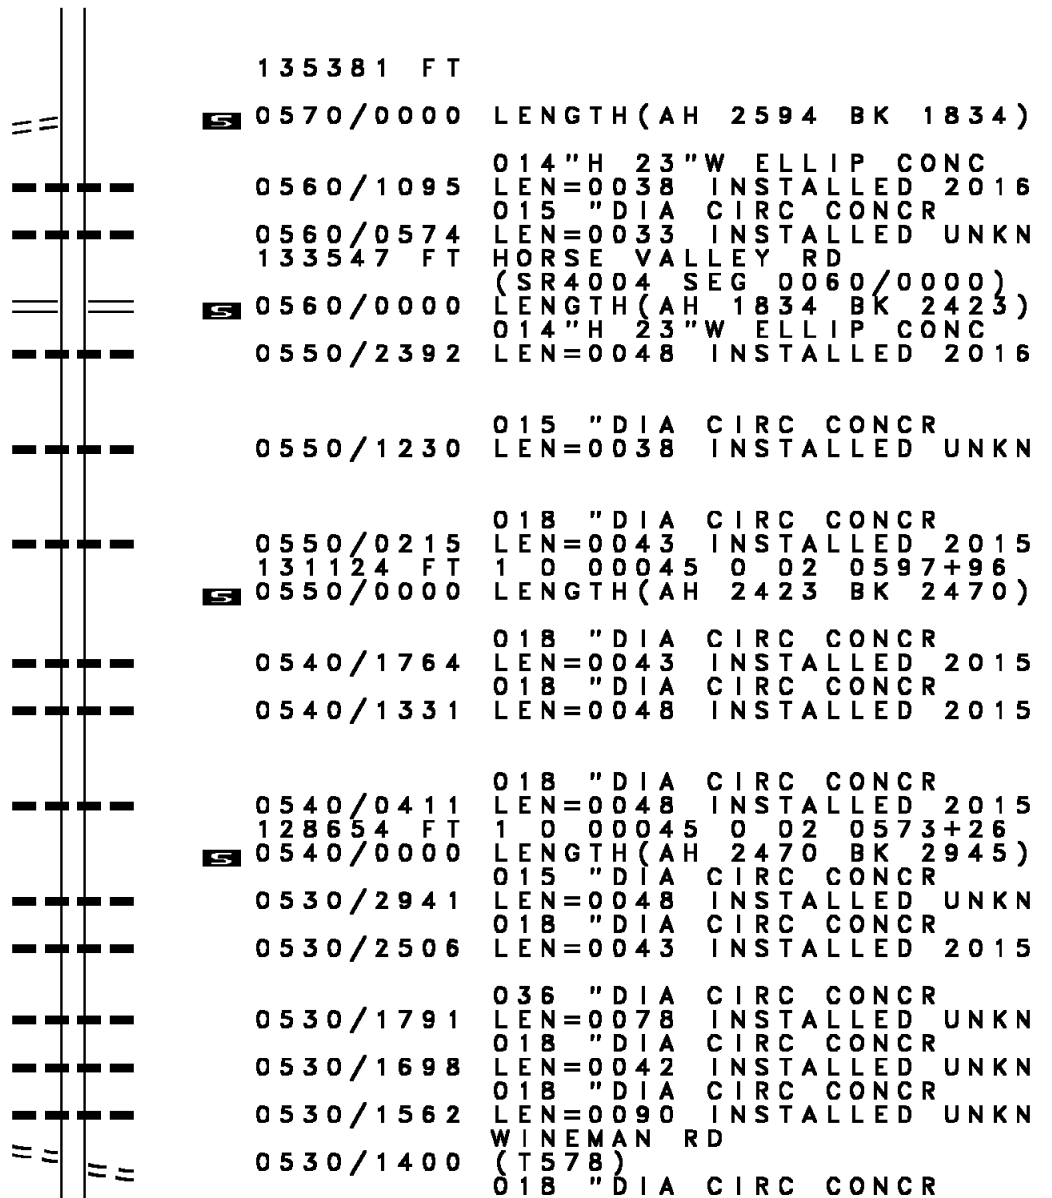 135381 FT
S 0570/0000 LENGTH(AH 2594 BK 1834)
014"H 23"W ELLIP CONC
0560/1095 LEN=0038 INSTALLED 2016
015 "DIA CIRC CONCR
0560/0574 LEN=0033 INSTALLED UNKN
133547 FT HORSE VALLEY RD
(SR4004 SEG 0060/0000)
S 0560/0000 LENGTH(AH 1834 BK 2423)
014"H 23"W ELLIP CONC
0550/2392 LEN=0048 INSTALLED 2016
015 "DIA CIRC CONCR
0550/1230 LEN=0038 INSTALLED UNKN
018 "DIA CIRC CONCR
0550/0215 LEN=0043 INSTALLED 2015
131124 FT 1 0 00045 0 02 0597+96
S 0550/0000 LENGTH(AH 2423 BK 2470)
018 "DIA CIRC CONCR
0540/1764 LEN=0043 INSTALLED 2015
018 "DIA CIRC CONCR
0540/1331 LEN=0048 INSTALLED 2015
018 "DIA CIRC CONCR
0540/0411 LEN=0048 INSTALLED 2015
128654 FT 1 0 00045 0 02 0573+26
S 0540/0000 LENGTH(AH 2470 BK 2945)
015 "DIA CIRC CONCR
0530/2941 LEN=0048 INSTALLED UNKN
018 "DIA CIRC CONCR
0530/2506 LEN=0043 INSTALLED 2015
036 "DIA CIRC CONCR
0530/1791 LEN=0078 INSTALLED UNKN
018 "DIA CIRC CONCR
0530/1698 LEN=0042 INSTALLED UNKN
018 "DIA CIRC CONCR
0530/1562 LEN=0090 INSTALLED UNKN
WINEMAN RD
0530/1400 (T578)
018 "DIA CIRC CONCR